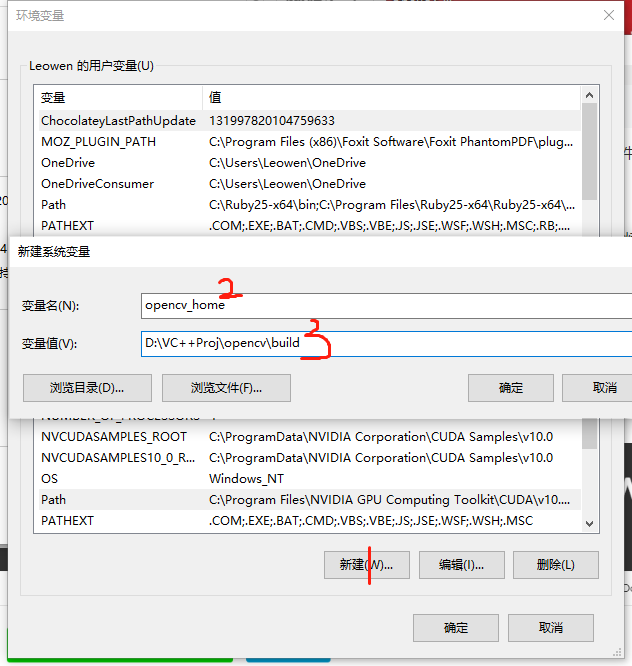 环境变量
Leowen 的用户变量(U)
变量 值
ChocolateyLastPathUpdate 131997820104759633
MOZ_PLUGIN_PATH C:\Program Files (x86)\Foxit Software\Foxit PhantomPDF\plug...
OneDrive C:\Users\Leowen\OneDrive
OneDriveConsumer C:\Users\Leowen\OneDrive
Path C:\Ruby25-x64\bin;C:\Program Files\Ruby25-x64\Ruby25-x64\...
PATHEXT .COM;.EXE;.BAT;.CMD;.VBS;.VBE;.JS;.JSE;.WSF;.WSH;.MSC;.RB;....
新建系统变量
2
变量名(N): opencv_home
3
变量值(V): D:\VC++Proj\opencv\build
浏览目录(D)... 浏览文件(F)... 确定 取消
NUMBER_OF_PROCESSORS 4
NVCUDASAMPLES_ROOT C:\ProgramData\NVIDIA Corporation\CUDA Samples\v10.0
NVCUDASAMPLES10_0_R... C:\ProgramData\NVIDIA Corporation\CUDA Samples\v10.0
OS Windows_NT
Path C:\Program Files\NVIDIA GPU Computing Toolkit\CUDA\v10....
PATHEXT .COM;.EXE;.BAT;.CMD;.VBS;.VBE;.JS;.JSE;.WSF;.WSH;.MSC
新建(W)... 编辑(I)... 删除(L)
确定 取消